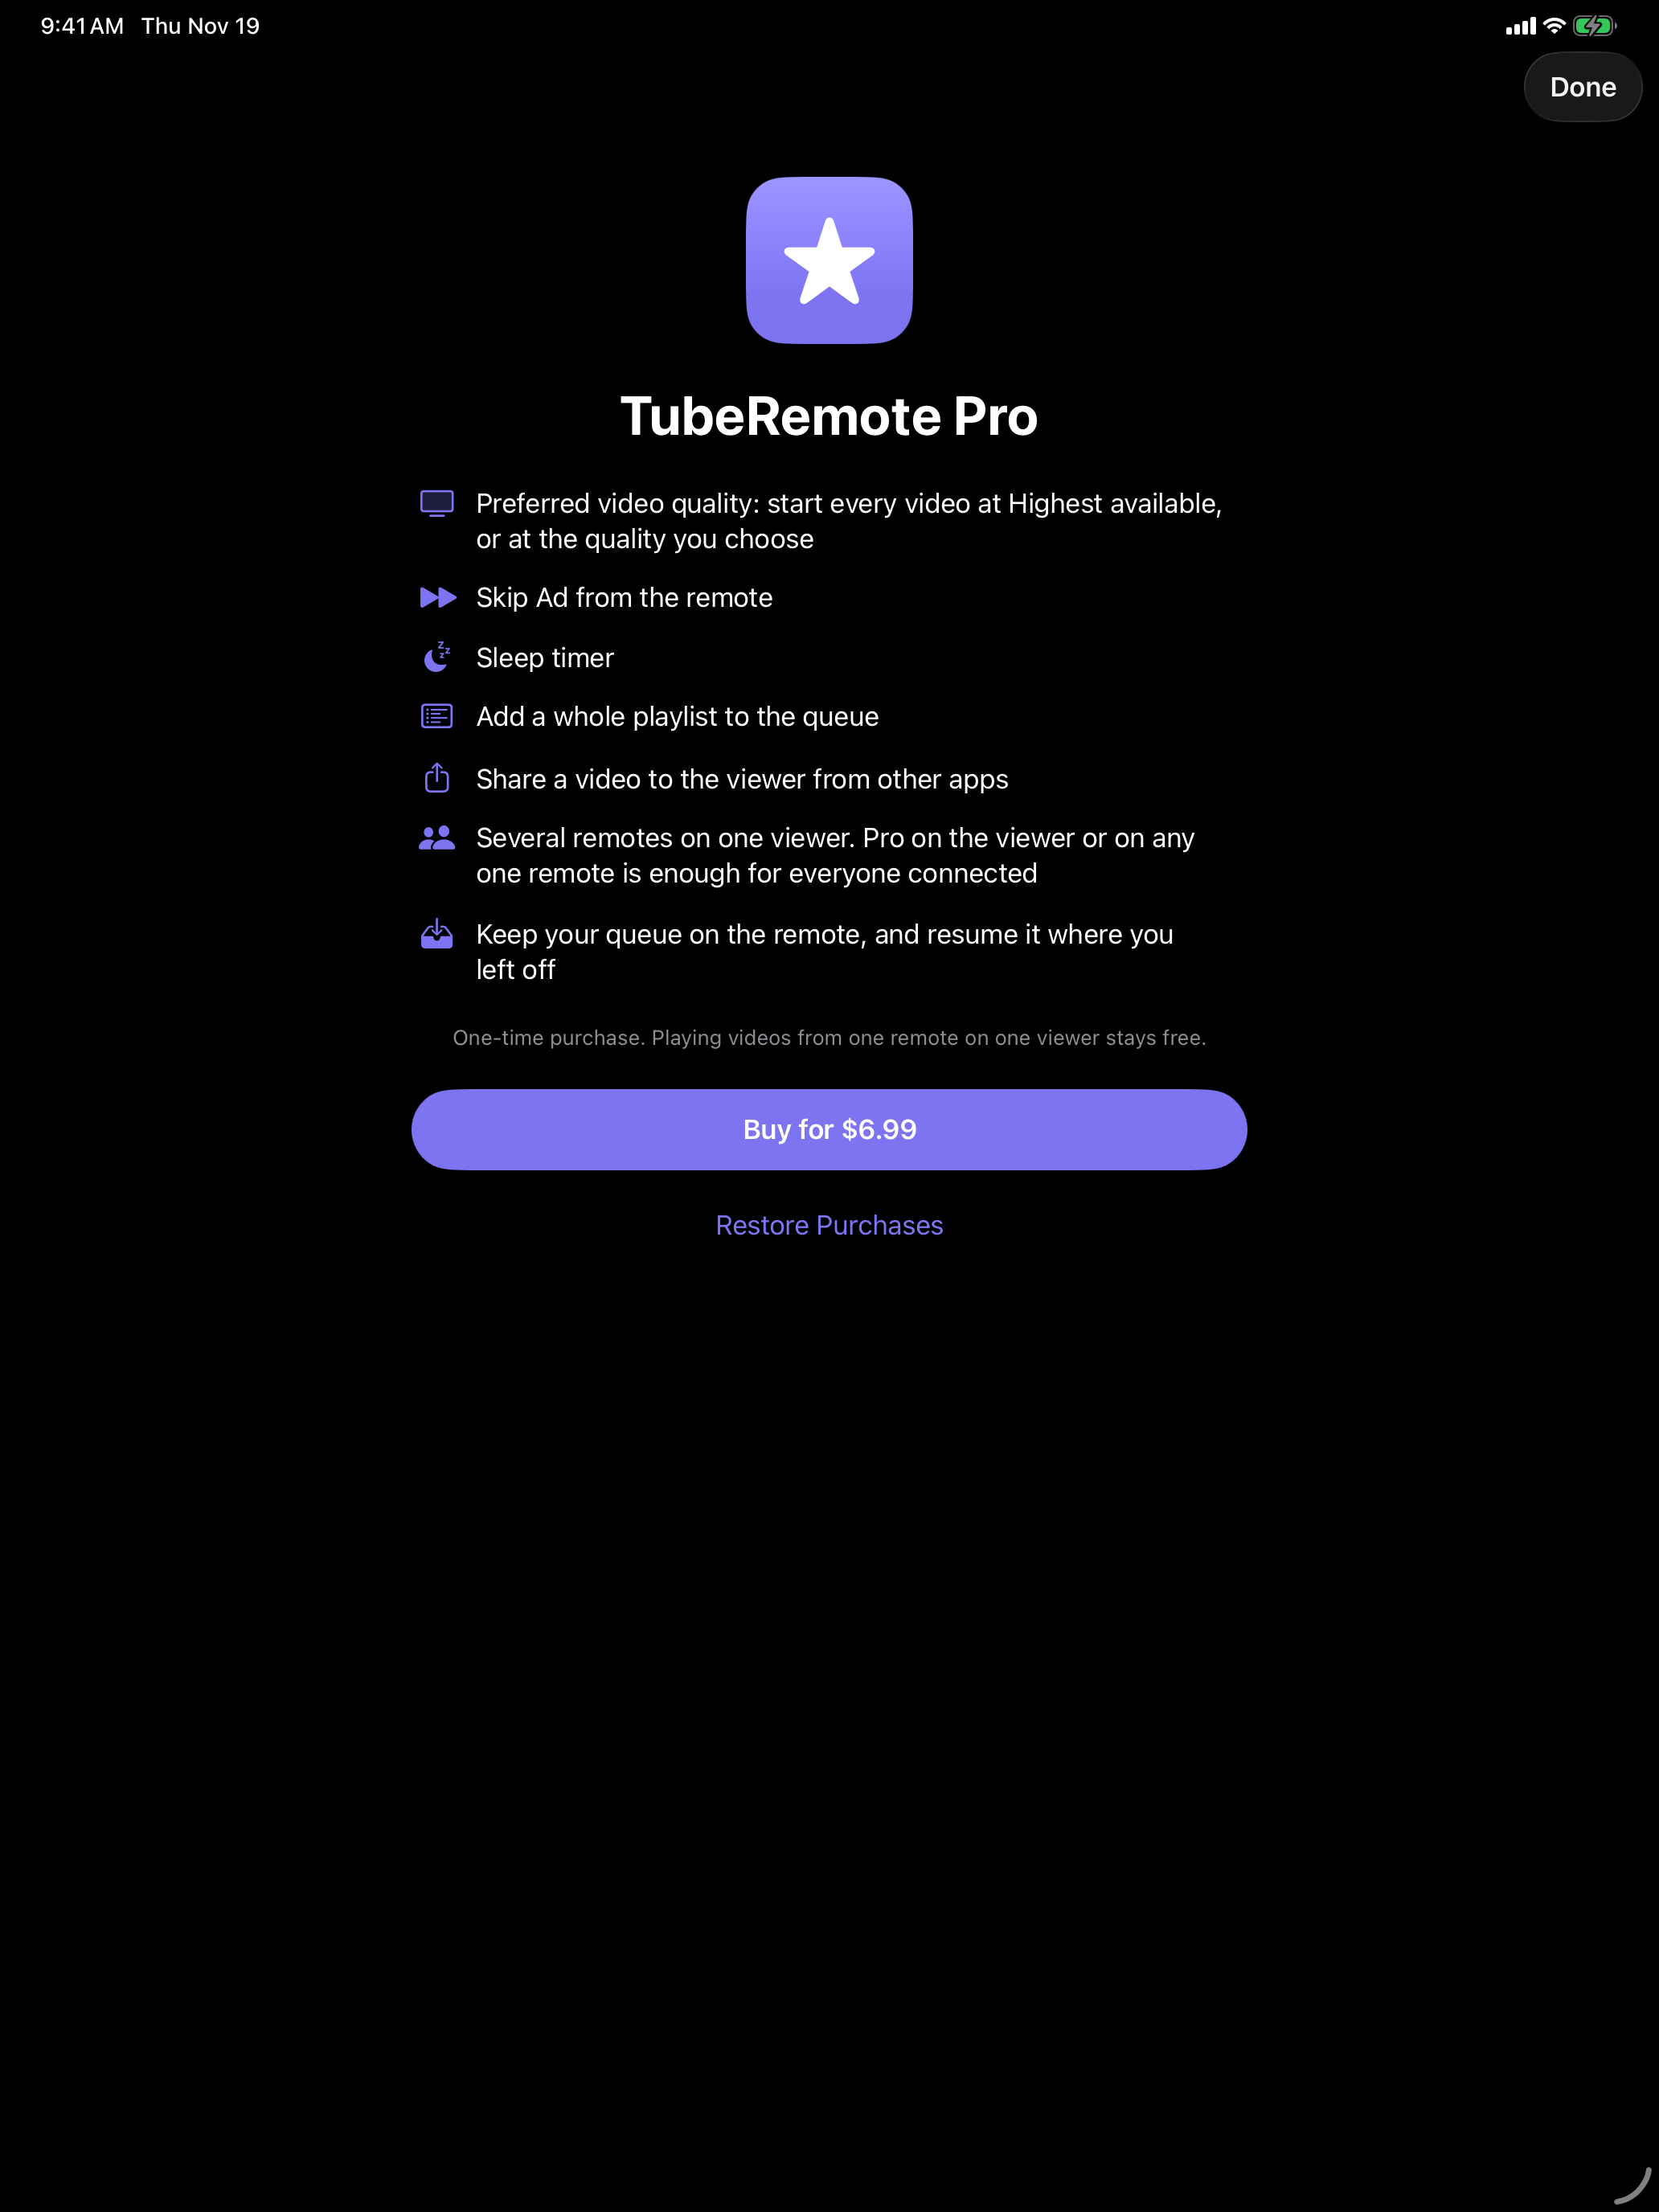 9:41 AM Thu Nov 19
Done
TubeRemote Pro
Preferred video quality: start every video at Highest available,
or at the quality you choose
Skip Ad from the remote
Sleep timer
Add a whole playlist to the queue
Share a video to the viewer from other apps
Several remotes on one viewer. Pro on the viewer or on any
one remote is enough for everyone connected
Keep your queue on the remote, and resume it where you
left off
One-time purchase. Playing videos from one remote on one viewer stays free.
Buy for $6.99
Restore Purchases